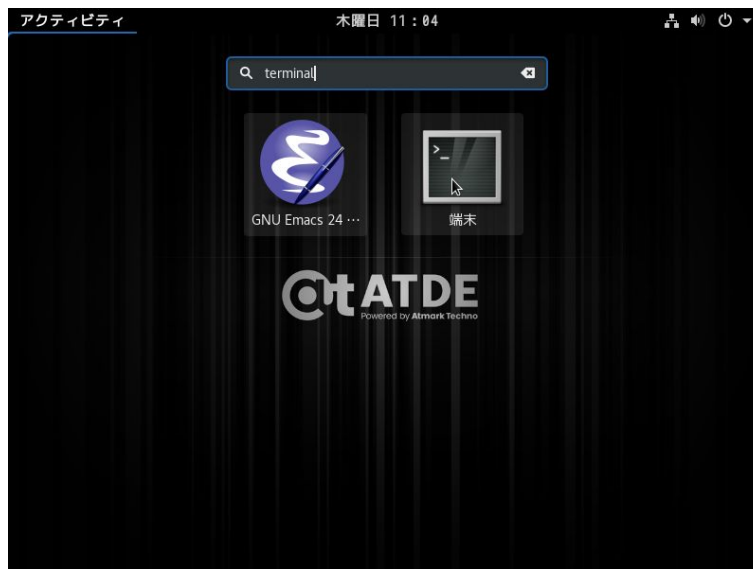 アクティビティ
木曜日 11：04
terminal
GNU Emacs 24 …
端末
ATDE
Powered by Atmark Techno